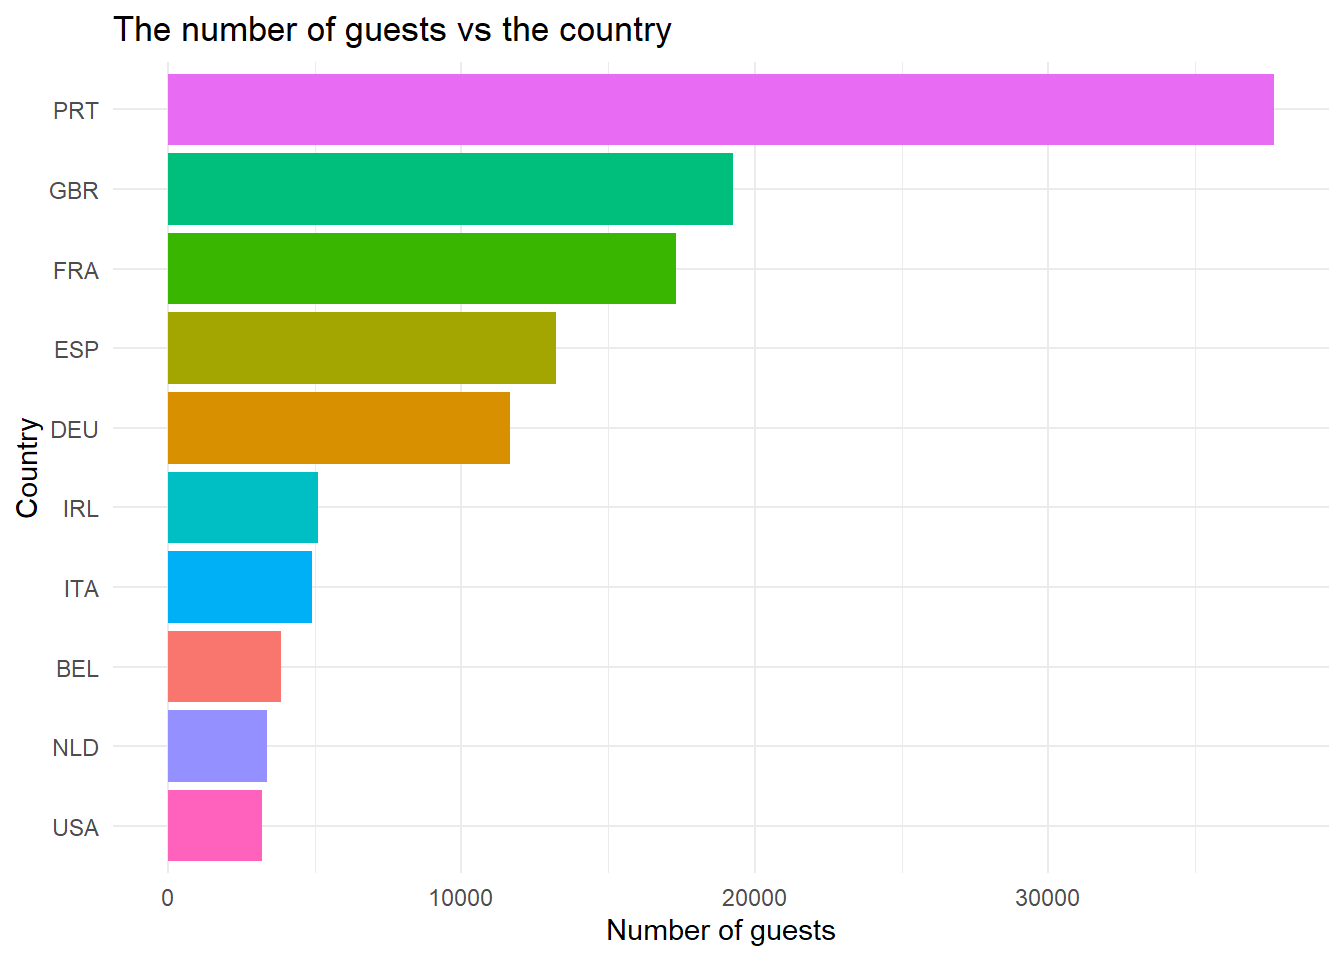 The number of guests vs the country
PRT
GBR
FRA
ESP
DEU
IRL
ITA
BEL
NLD
USA
Country
0 10000 20000 30000
Number of guests